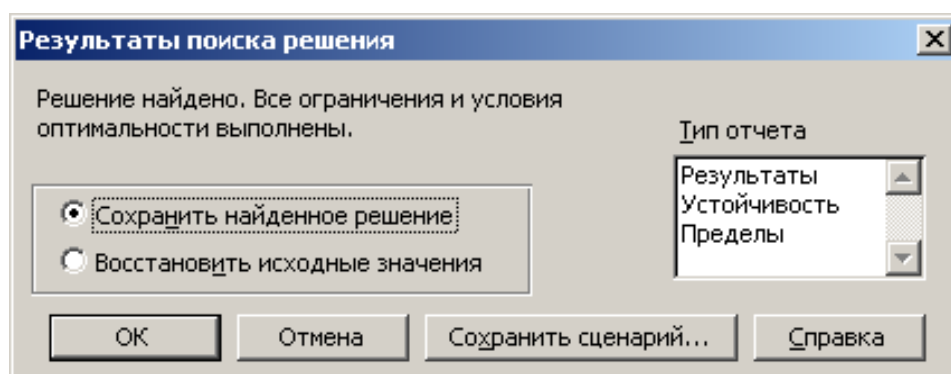 Результаты поиска решения
Решение найдено. Все ограничения и условия
оптимальности выполнены.
Тип отчета
Результаты
Устойчивость
Пределы
Сохранить найденное решение
Восстановить исходные значения
ОК
Отмена
Сохранить сценарий...
Справка